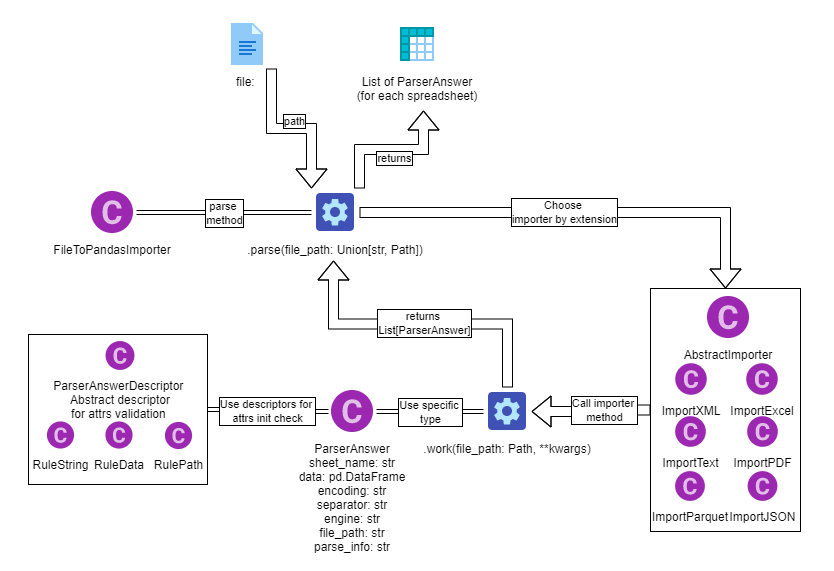 file:
List of ParserAnswer
(for each spreadsheet)
path
returns
C
FileToPandasImporter
parse
method
.parse(file_path: Union[str, Path])
Choose
importer by extension
returns
List[ParserAnswer]
C
AbstractImporter
C
ImportXML
C
ImportExcel
C
ImportText
C
ImportPDF
C
ImportParquet
C
ImportJSON
Call importer
method
.work(file_path: Path, **kwargs)
Use specific
type
C
ParserAnswer
sheet_name: str
data: pd.DataFrame
encoding: str
separator: str
engine: str
file_path: str
parse_info: str
Use descriptors for
attrs init check
C
ParserAnswerDescriptor
Abstract descriptor
for attrs validation
C
RuleString
C
RuleData
C
RulePath